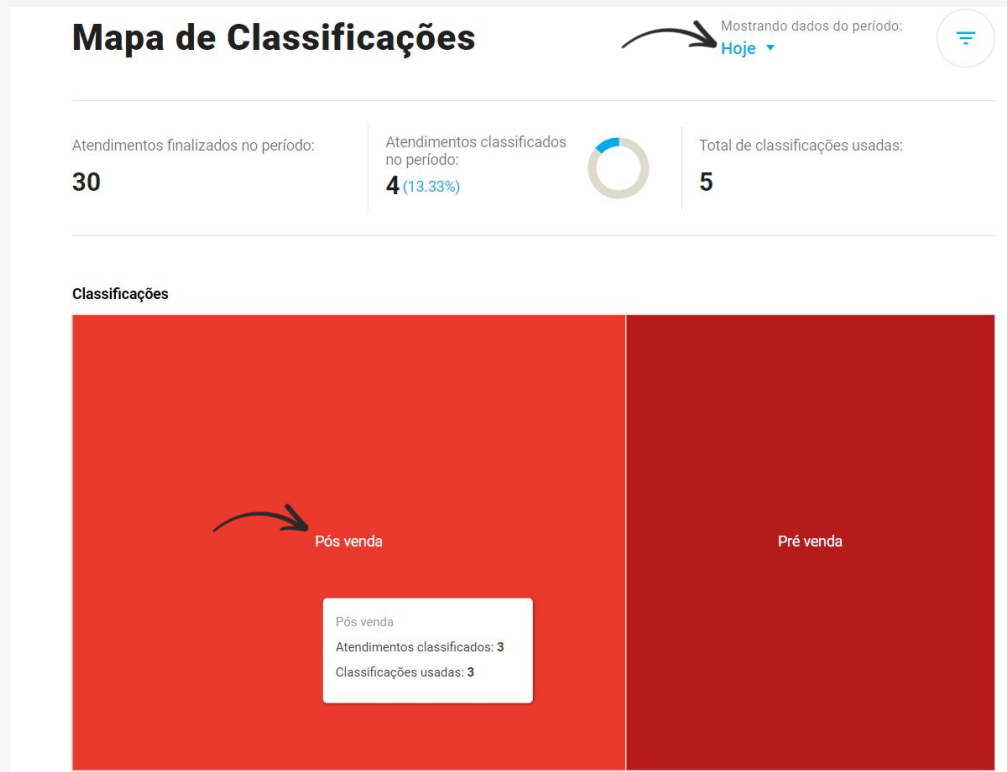 Mapa de Classificações
Mostrando dados do período:
Hoje
Atendimentos finalizados no período:
30
Atendimentos classificados
no período:
4 (13.33%)
Total de classificações usadas:
5
Classificações
Pós venda
Pré venda
Pós venda
Atendimentos classificados: 3
Classificações usadas: 3